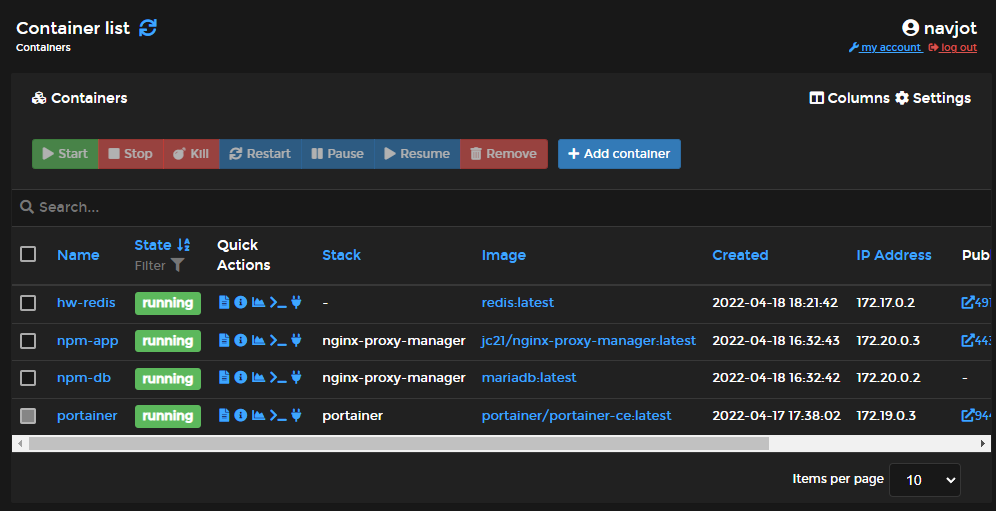 Container list
navjot
Containers
my account log out
Containers
Columns Settings
Start Stop Kill Restart Pause Resume Remove Add container
Search...
Name State Filter Quick Actions Stack Image Created IP Address
hw-redis running - redis:latest 2022-04-18 18:21:42 172.17.0.2
npm-app running nginx-proxy-manager jc21/nginx-proxy-manager:latest 2022-04-18 16:32:43 172.20.0.3
npm-db running nginx-proxy-manager mariadb:latest 2022-04-18 16:32:42 172.20.0.2 -
portainer running portainer portainer/portainer-ce:latest 2022-04-17 17:38:02 172.19.0.3
Items per page 10